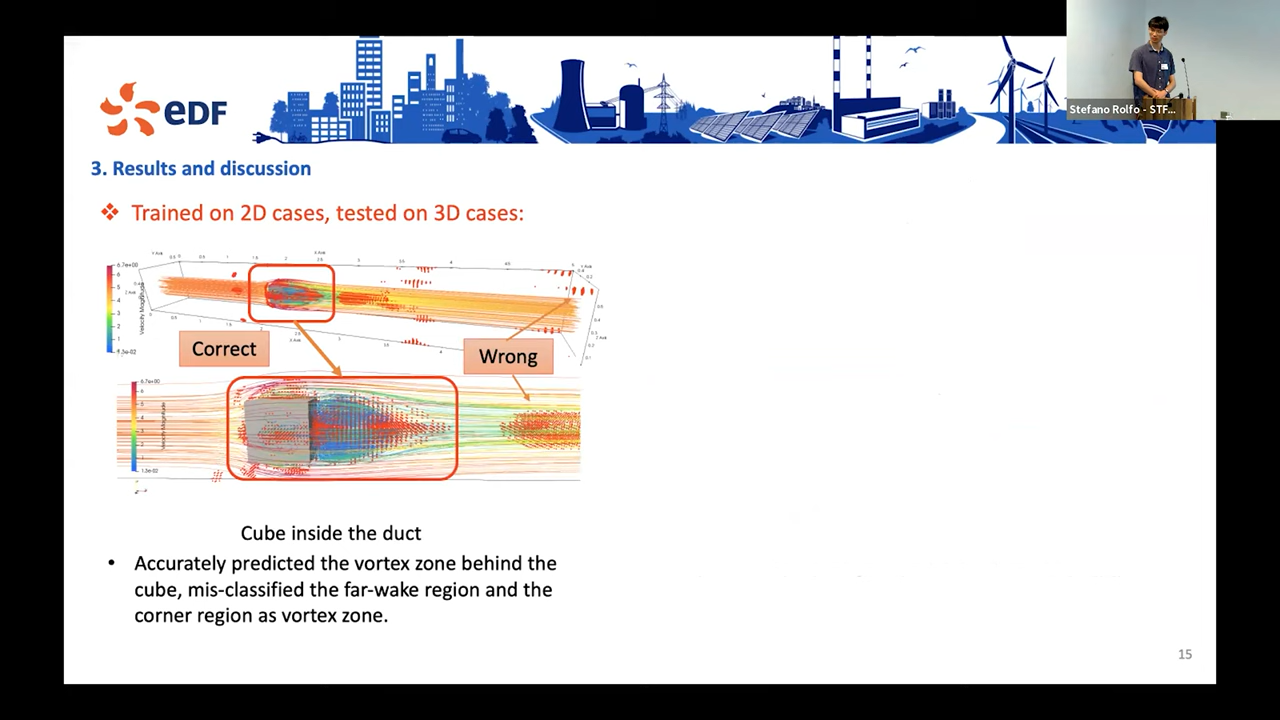 eDF
Stefano Rolfo - STF...
3. Results and discussion
❖ Trained on 2D cases, tested on 3D cases:
Correct
Wrong
Velocity Magnitude
Cube inside the duct
• Accurately predicted the vortex zone behind the
cube, mis-classified the far-wake region and the
corner region as vortex zone.
15